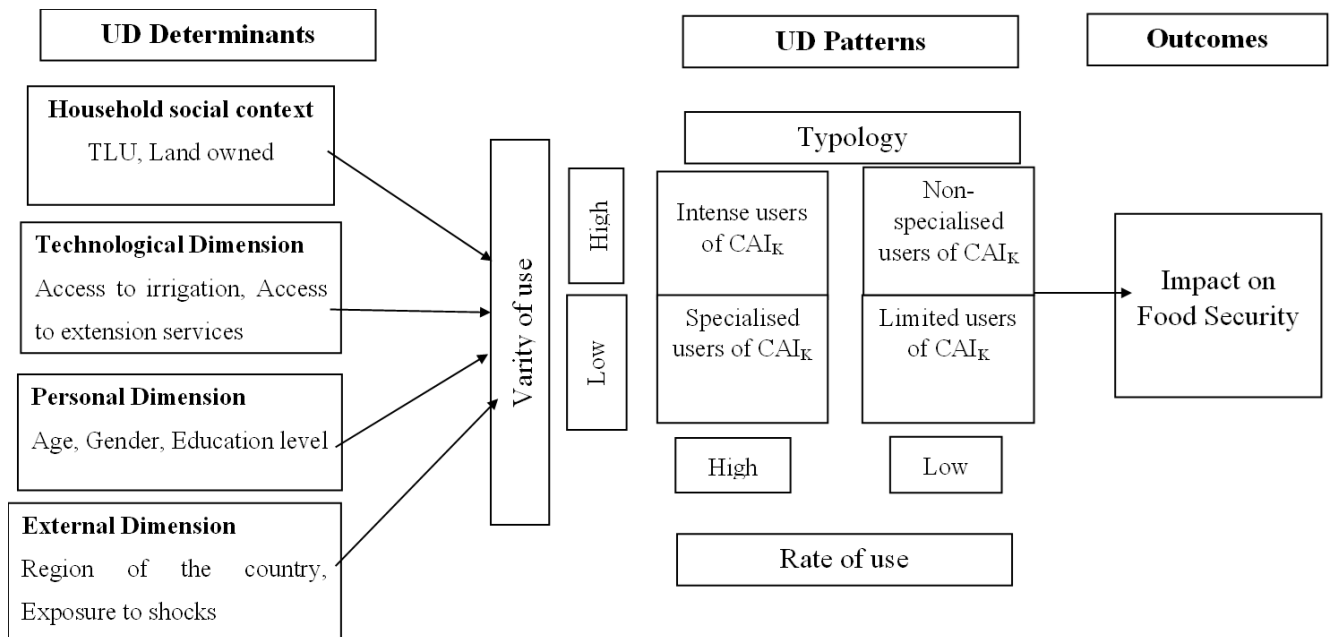 UD Determinants
UD Patterns
Outcomes
Household social context
TLU, Land owned
Technological Dimension
Access to irrigation, Access
to extension services
Personal Dimension
Age, Gender, Education level
External Dimension
Region of the country,
Exposure to shocks
Varity of use
High
Low
Typology
Intense users
of CAIK
Non-
specialised
users of CAIK
Specialised
users of CAIK
Limited users
of CAIK
High
Low
Rate of use
Impact on
Food Security